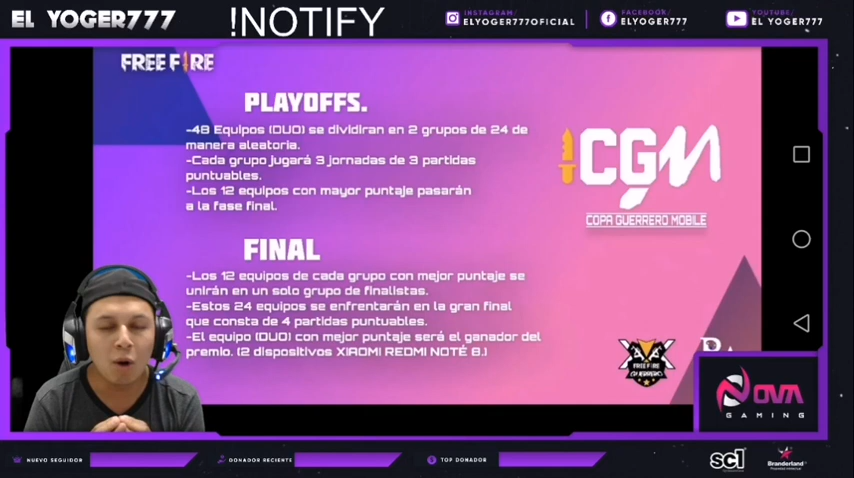 EL YOGER777
!NOTIFY
INSTAGRAM/
ELYOGER777OFICIAL
FACEBOOK/
ELYOGER777
YOUTUBE/
EL YOGER777
FREE FIRE
PLAYOFFS.
-48 Equipos (DUO) se dividiran en 2 grupos de 24 de
manera aleatoria.
-Cada grupo jugará 3 jornadas de 3 partidas
puntuables.
-Los 12 equipos con mayor puntaje pasarán
a la fase final.
CGM
COPA GUERRERO MOBILE
FINAL
-Los 12 equipos de cada grupo con mejor puntaje se
unirán en un solo grupo de finalistas.
-Estos 24 equipos se enfrentarán en la gran final
que consta de 4 partidas puntuables.
-El equipo (DUO) con mejor puntaje será el ganador del
premio. (2 dispositivos XIAOMI REDMI NOTE 8.)
FREE FIRE
GUERRERO
NOVA
GAMING
NUEVO SEGUIDOR
DONADOR RECIENTE
TOP DONADOR
sc1
Branderland